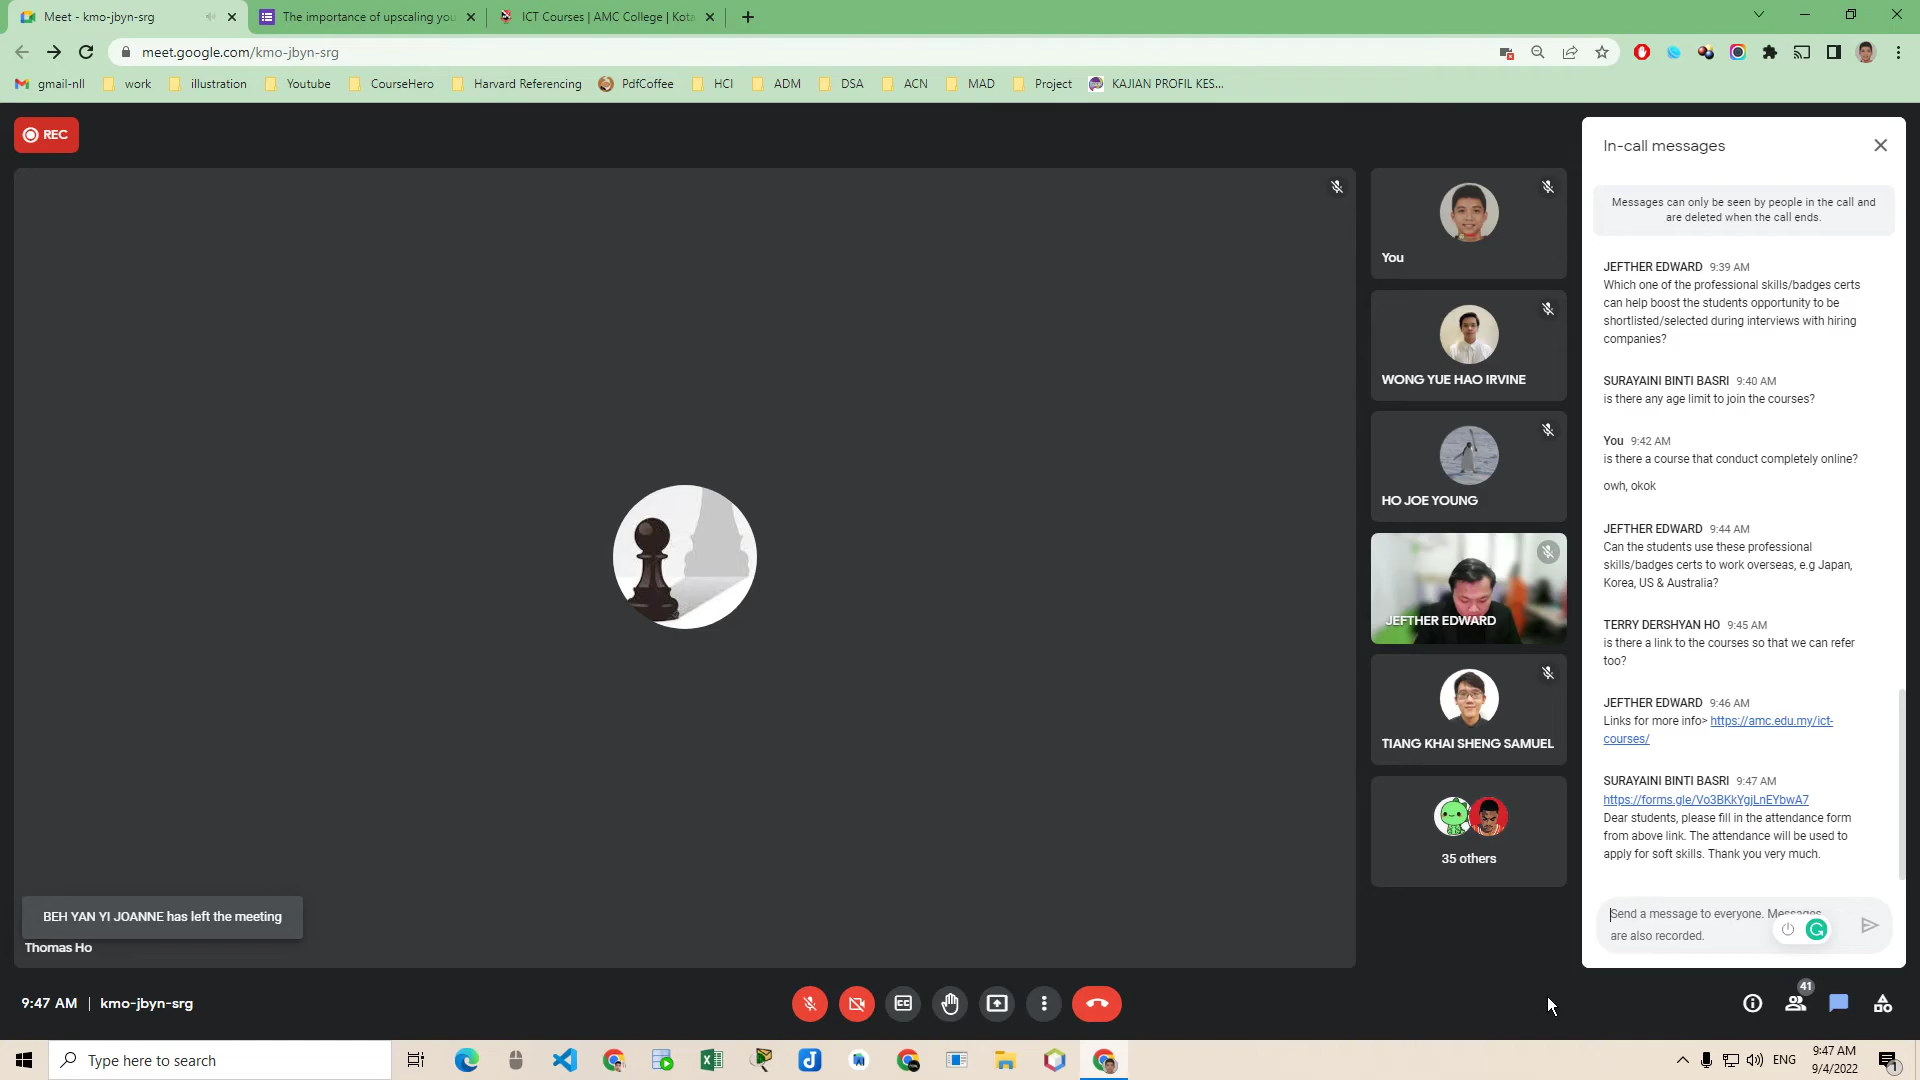 Meet - kmo-jbyn-srg
The importance of upscaling you
ICT Courses | AMC College | Kota
meet.google.com/kmo-jbyn-srg
gmail-nll
work
illustration
Youtube
CourseHero
Harvard Referencing
PdfCoffee
HCI
ADM
DSA
ACN
MAD
Project
KAJIAN PROFIL KES...
REC
You
WONG YUE HAO IRVINE
HO JOE YOUNG
JEFTHER EDWARD
TIANG KHAI SHENG SAMUEL
35 others
BEH YAN YI JOANNE has left the meeting
Thomas Ho
In-call messages
Messages can only be seen by people in the call and
are deleted when the call ends.
JEFTHER EDWARD 9:39 AM
Which one of the professional skills/badges certs
can help boost the students opportunity to be
shortlisted/selected during interviews with hiring
companies?
SURAYAINI BINTI BASRI 9:40 AM
is there any age limit to join the courses?
You 9:42 AM
is there a course that conduct completely online?
owh, okok
JEFTHER EDWARD 9:44 AM
Can the students use these professional
skills/badges certs to work overseas, e.g Japan,
Korea, US & Australia?
TERRY DERSHYAN HO 9:45 AM
is there a link to the courses so that we can refer
too?
JEFTHER EDWARD 9:46 AM
Links for more info> https://amc.edu.my/ict-
courses/
SURAYAINI BINTI BASRI 9:47 AM
https://forms.gle/Vo3BKkYgjLnEYbwA7
Dear students, please fill in the attendance form
from above link. The attendance will be used to
apply for soft skills. Thank you very much.
Send a message to everyone. Messages
are also recorded.
9:47 AM | kmo-jbyn-srg
41
Type here to search
ENG
9:47 AM
9/4/2022
1